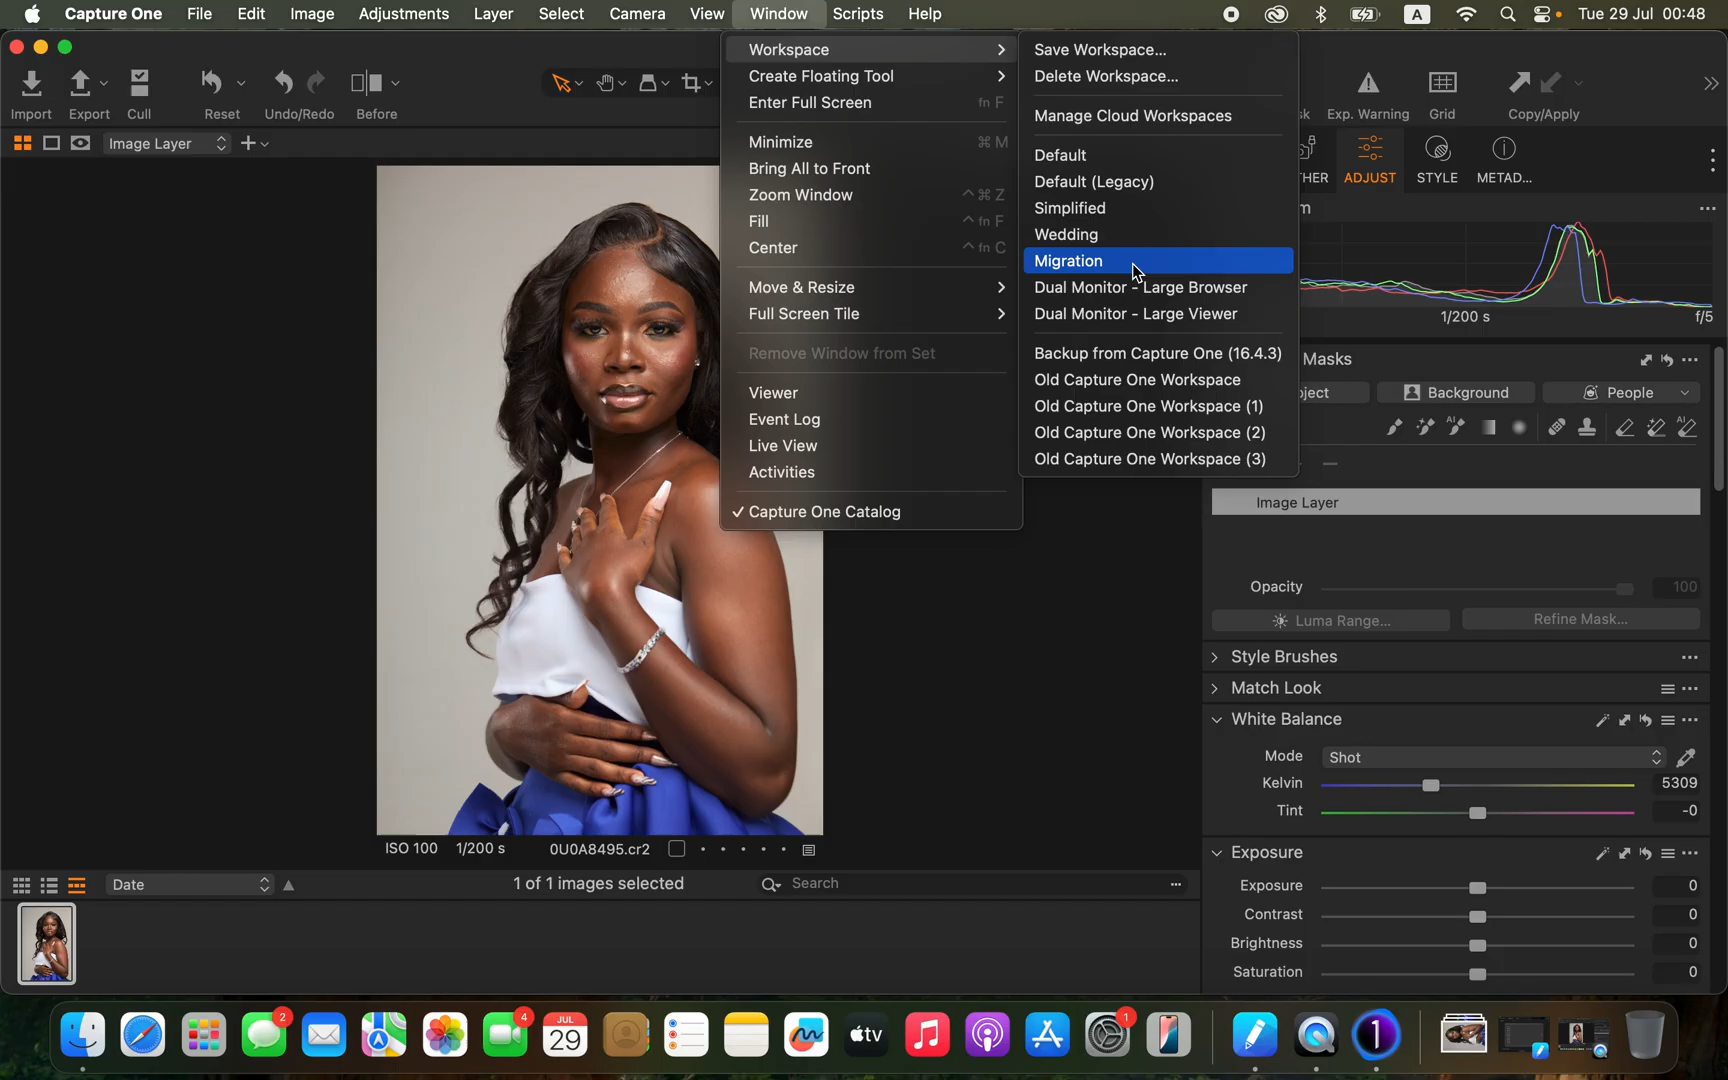 Capture One File Edit Image Adjustments Layer Select Camera View Window Scripts Help A Tue 29 Jul 00:48
Import Export Cull Reset Undo/Redo Before
Exp. Warning Grid Copy/Apply
Image Layer
ADJUST STYLE METAD...
Workspace
Create Floating Tool
Enter Full Screen fn F
Minimize ⌘ M
Bring All to Front
Zoom Window ^ ⌘ Z
Fill ^ fn F
Center ^ fn C
Move & Resize
Full Screen Tile
Remove Window from Set
Viewer
Event Log
Live View
Activities
✓ Capture One Catalog
Save Workspace...
Delete Workspace...
Manage Cloud Workspaces
Default
Default (Legacy)
Simplified
Wedding
Migration
Dual Monitor - Large Browser
Dual Monitor - Large Viewer
Backup from Capture One (16.4.3)
Old Capture One Workspace
Old Capture One Workspace (1)
Old Capture One Workspace (2)
Old Capture One Workspace (3)
1/200 s f/5
Masks
Background People
Image Layer
Opacity 100
Luma Range... Refine Mask...
Style Brushes
Match Look
White Balance
Mode Shot
Kelvin 5309
Tint -0
Exposure
Exposure 0
Contrast 0
Brightness 0
Saturation 0
ISO 100 1/200 s 0U0A8495.cr2
Date 1 of 1 images selected Search
2 4 JUL 29 tv 1 1